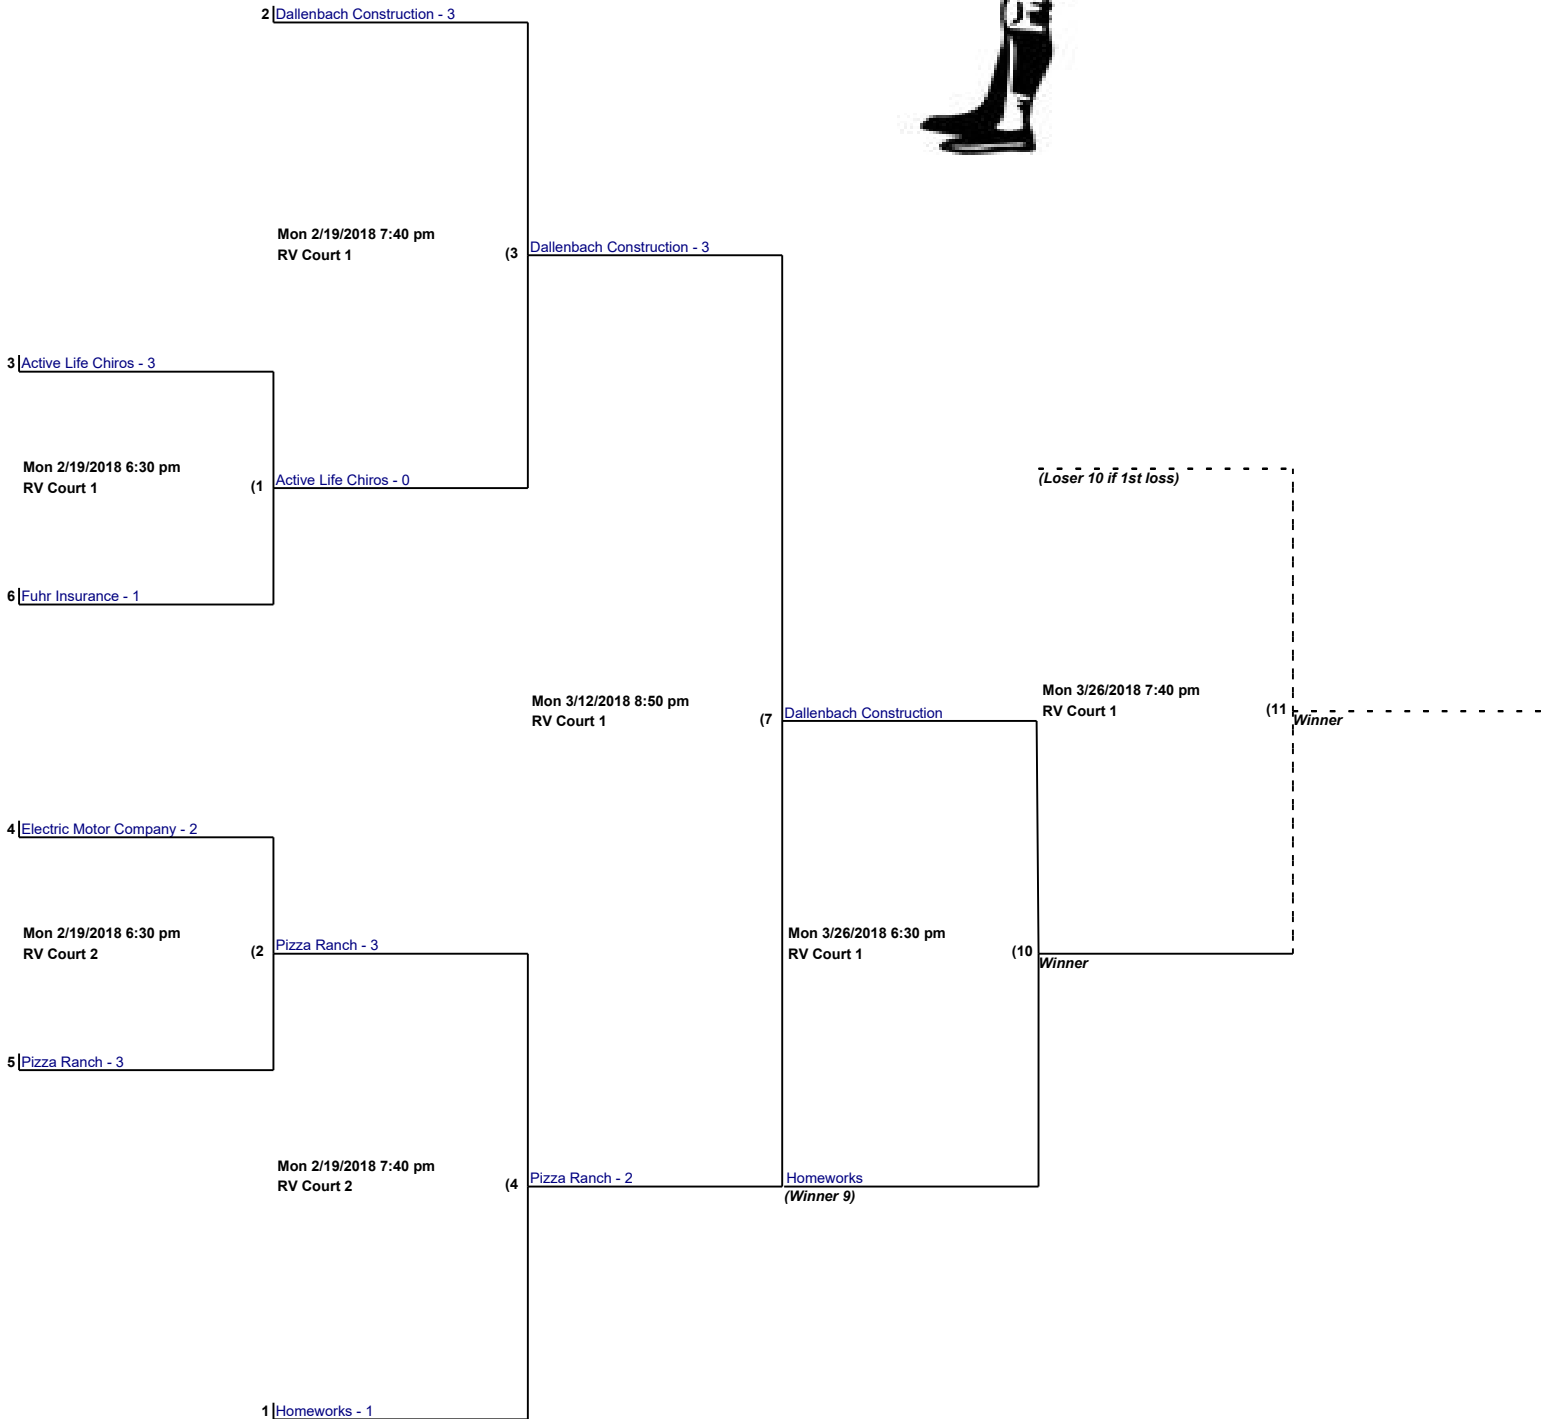 2 Dallenbach Construction - 3
Mon 2/19/2018 7:40 pm
RV Court 1
(3
Dallenbach Construction - 3
3 Active Life Chiros - 3
Mon 2/19/2018 6:30 pm
RV Court 1
(1
Active Life Chiros - 0
(Loser 10 if 1st loss)
6 Fuhr Insurance - 1
Mon 3/12/2018 8:50 pm
RV Court 1
(7
Dallenbach Construction
Mon 3/26/2018 7:40 pm
RV Court 1
(11
Winner
4 Electric Motor Company - 2
Mon 2/19/2018 6:30 pm
RV Court 2
(2
Pizza Ranch - 3
Mon 3/26/2018 6:30 pm
RV Court 1
(10
Winner
5 Pizza Ranch - 3
Mon 2/19/2018 7:40 pm
RV Court 2
(4
Pizza Ranch - 2
Homeworks
(Winner 9)
1 Homeworks - 1